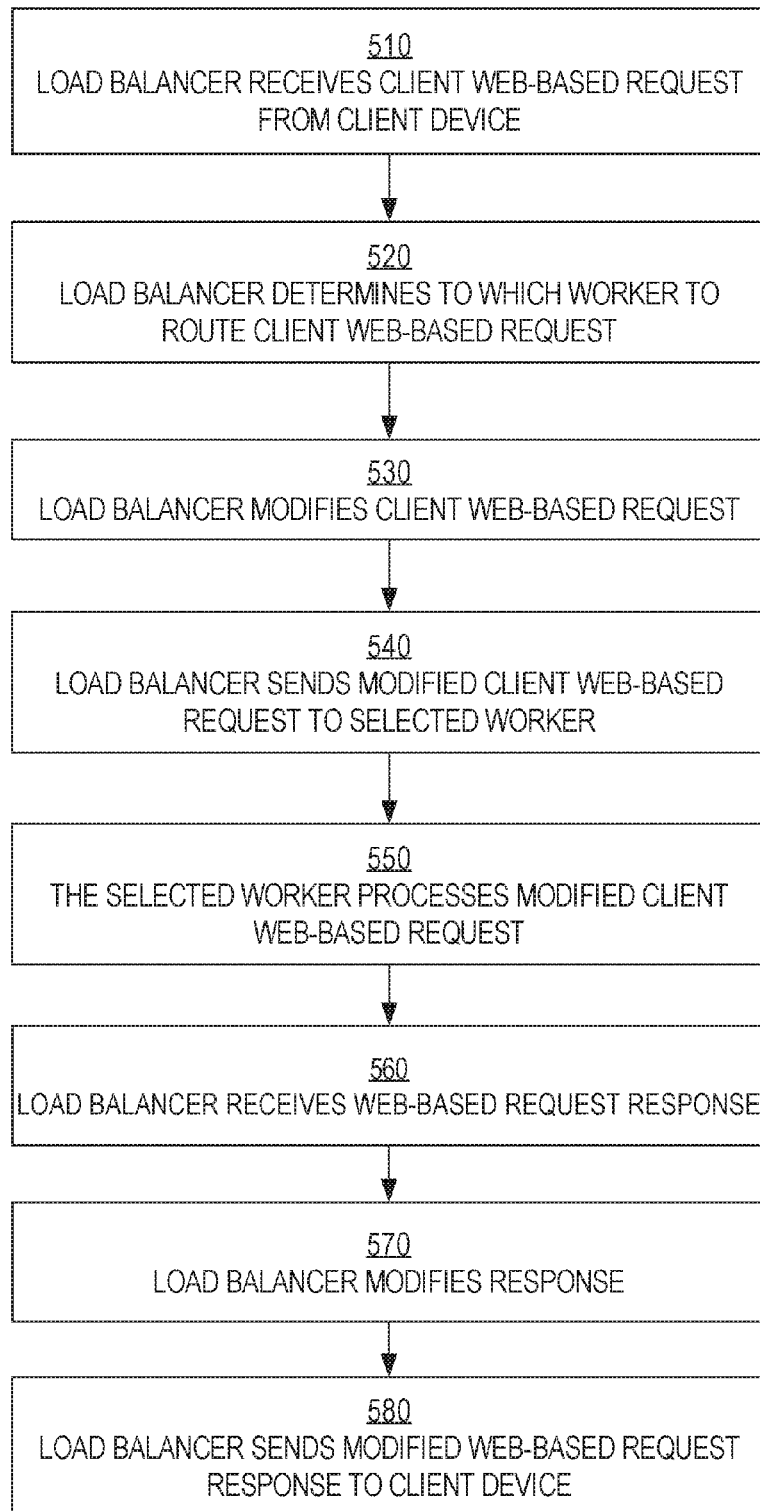 510
LOAD BALANCER RECEIVES CLIENT WEB-BASED REQUEST
FROM CLIENT DEVICE
520
LOAD BALANCER DETERMINES TO WHICH WORKER TO
ROUTE CLIENT WEB-BASED REQUEST
530
LOAD BALANCER MODIFIES CLIENT WEB-BASED REQUEST
540
LOAD BALANCER SENDS MODIFIED CLIENT WEB-BASED
REQUEST TO SELECTED WORKER
550
THE SELECTED WORKER PROCESSES MODIFIED CLIENT
WEB-BASED REQUEST
560
LOAD BALANCER RECEIVES WEB-BASED REQUEST RESPONSE
570
LOAD BALANCER MODIFIES RESPONSE
580
LOAD BALANCER SENDS MODIFIED WEB-BASED REQUEST
RESPONSE TO CLIENT DEVICE